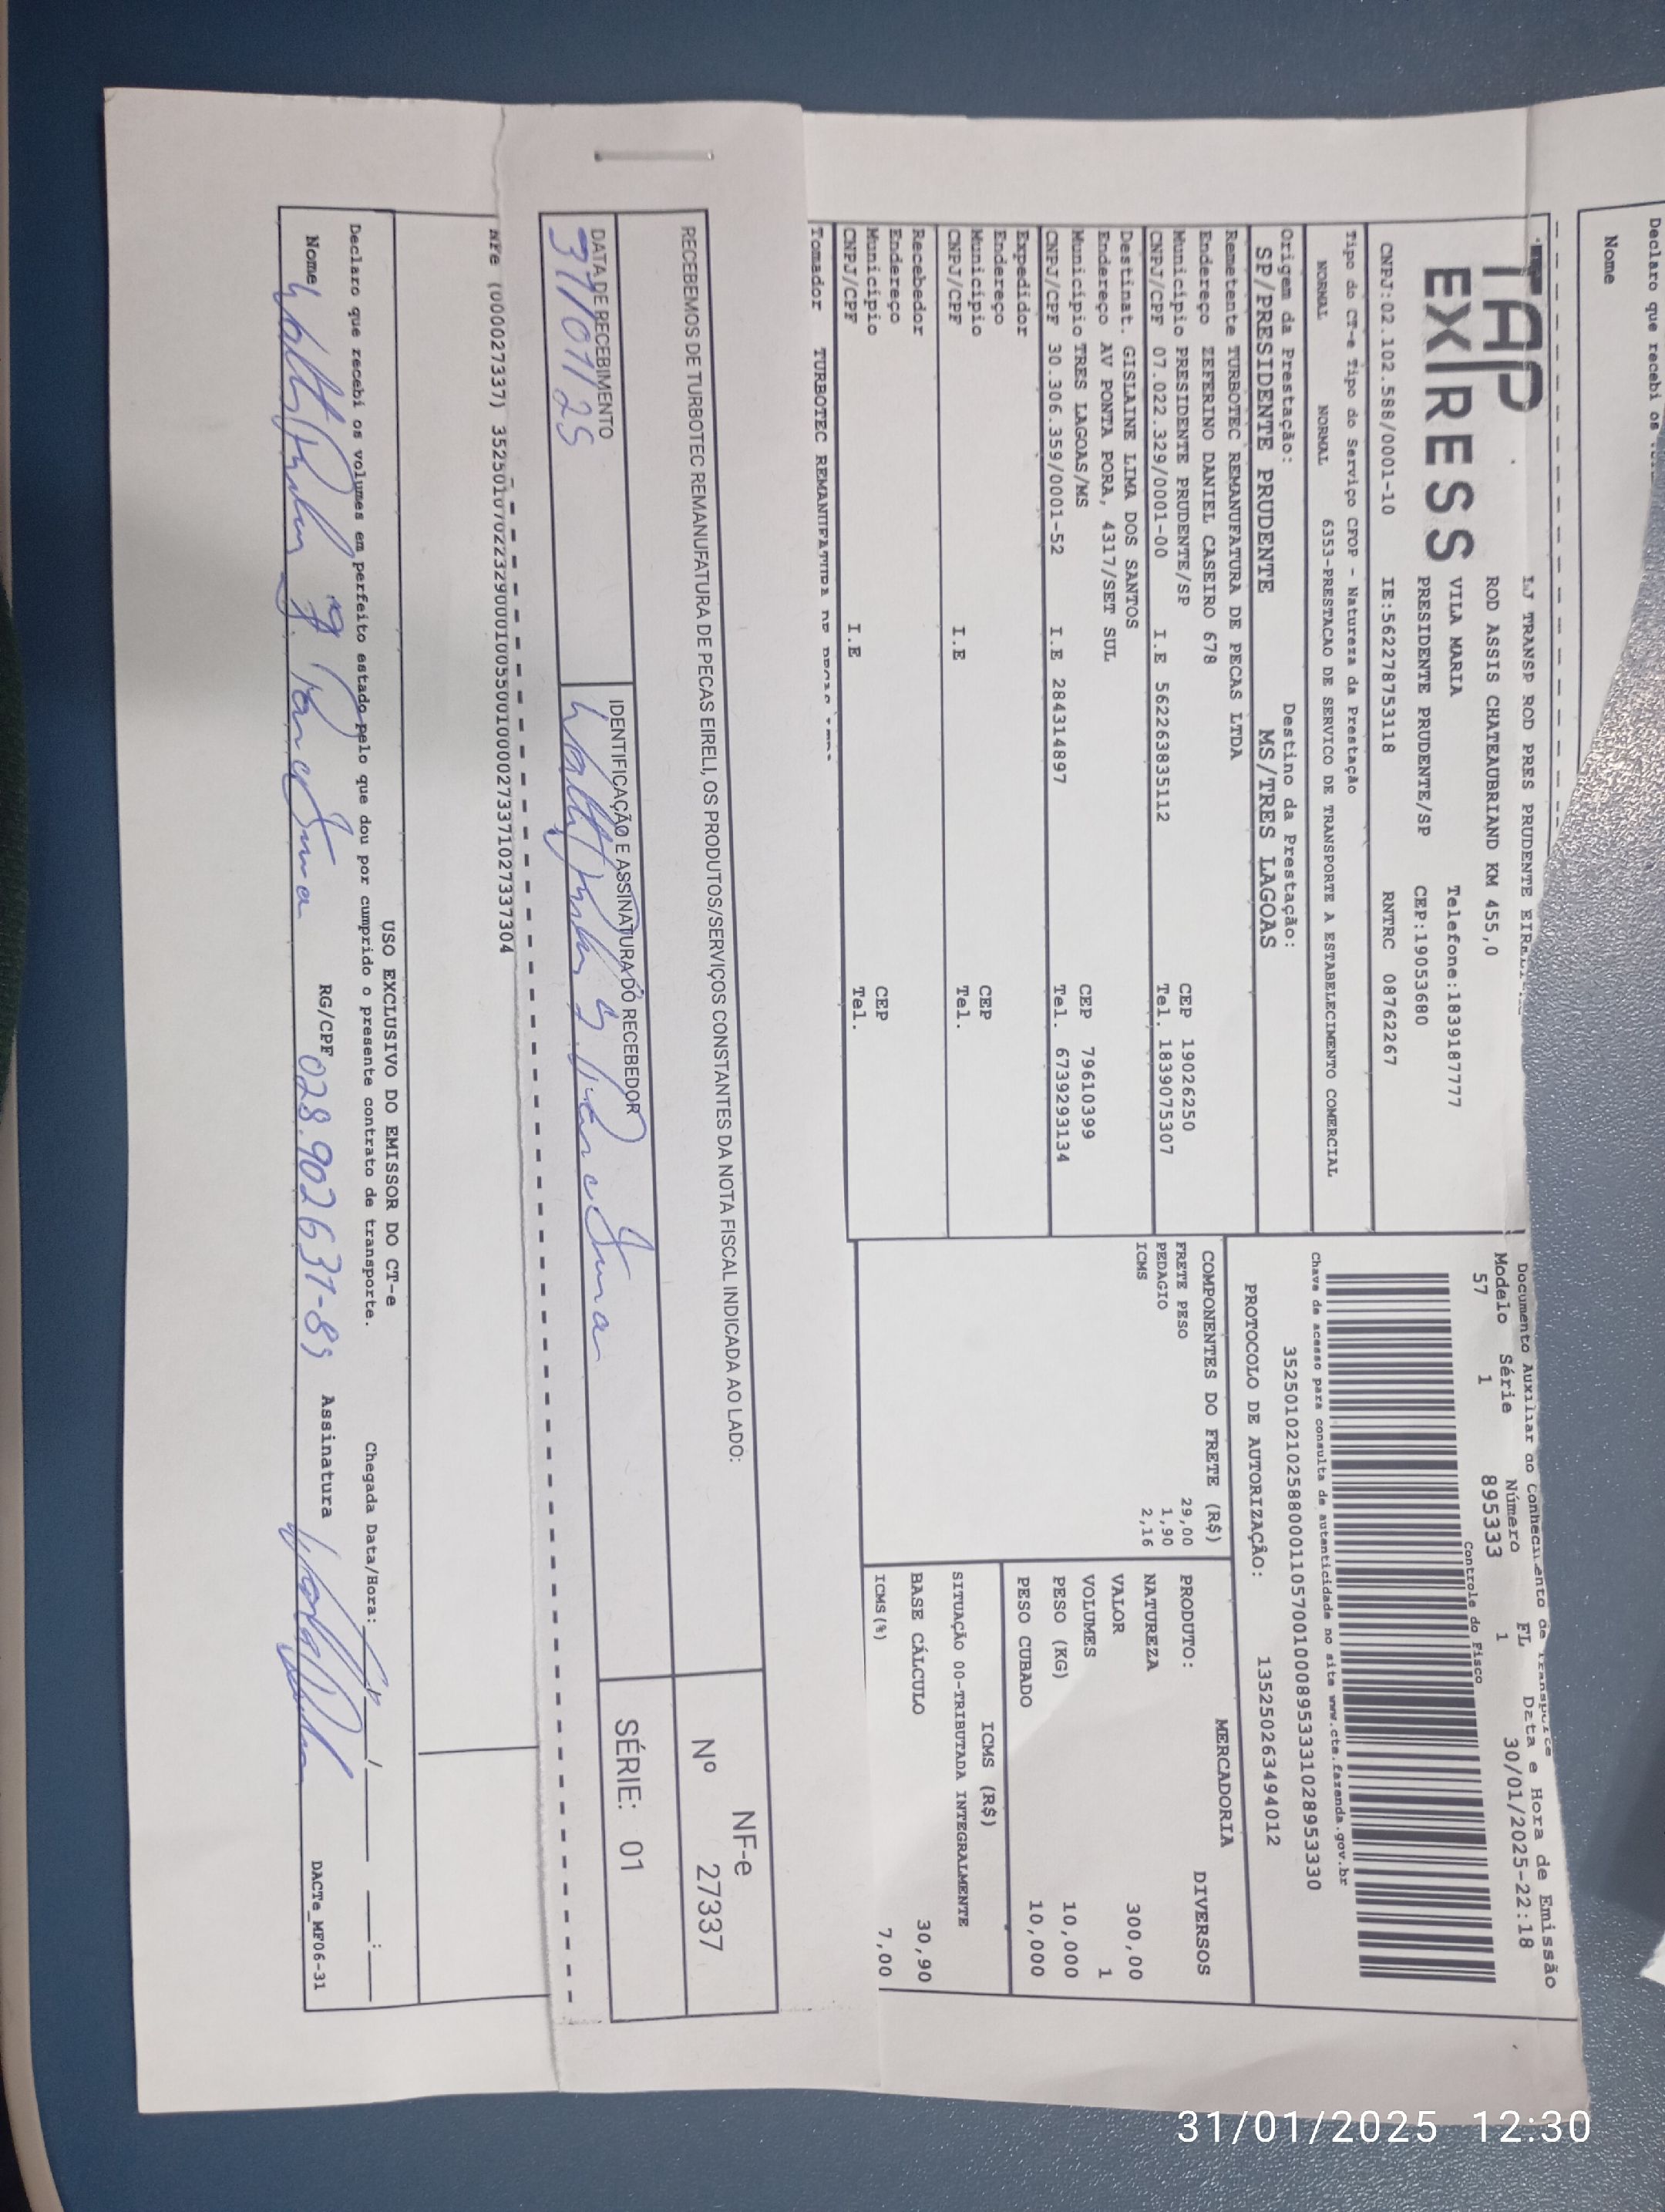 Declaro que recebi os
Nome
TAP
EXPRESS
LJ TRANSP ROD PRES PRUDENTE
ROD ASSIS CHATEAUBRIAND KM 455,0
VILA MARIA Telefone:1839187777
PRESIDENTE PRUDENTE/SP CEP:19053680
CNPJ:02.102.588/0001-10 IE:562278753118 RNTRC 08762267
Documento Auxiliar do Conhecimento de Transporte
Modelo Série Número FL Data e Hora de Emissão
57 1 895333 1 30/01/2025-22:18
Controle do Fisco
Chave de acesso para consulta de autenticidade no site www.cte.fazenda.gov.br
35250102102588000110570010008953331028953330
PROTOCOLO DE AUTORIZAÇÃO: 135250263494012
Tipo do CT-e Tipo do Serviço CFOP - Natureza da Prestação
NORMAL NORMAL 6353-PRESTACAO DE SERVICO DE TRANSPORTE A ESTABELECIMENTO COMERCIAL
Origem da Prestação: Destino da Prestação:
SP/PRESIDENTE PRUDENTE MS/TRES LAGOAS
Remetente TURBOTEC REMANUFATURA DE PECAS LTDA
Endereço ZEFERINO DANIEL CASEIRO 678
Município PRESIDENTE PRUDENTE/SP CEP 19026250
CNPJ/CPF 07.022.329/0001-00 I.E 562263835112 Tel. 1839075307
Destinat. GISLAINE LIMA DOS SANTOS
Endereço AV PONTA PORA, 4317/SET SUL
Município TRES LAGOAS/MS CEP 79610399
CNPJ/CPF 30.306.359/0001-52 I.E 284314897 Tel. 6739293134
Expedidor
Endereço
Município CEP
CNPJ/CPF I.E Tel.
Recebedor
Endereço
Município CEP
CNPJ/CPF I.E Tel.
Tomador TURBOTEC REMANUFATURA DE
COMPONENTES DO FRETE (R$)
FRETE PESO 29,00
PEDAGIO 1,90
ICMS 2,16
MERCADORIA
PRODUTO: DIVERSOS
NATUREZA
VALOR 300,00
VOLUMES 1
PESO (KG) 10,000
PESO CUBADO 10,000
ICMS (R$)
SITUAÇÃO 00-TRIBUTADA INTEGRALMENTE
BASE CÁLCULO 30,90
ICMS(%) 7,00
RECEBEMOS DE TURBOTEC REMANUFATURA DE PECAS EIRELI, OS PRODUTOS/SERVIÇOS CONSTANTES DA NOTA FISCAL INDICADA AO LADO:
NF-e
Nº 27337
SÉRIE: 01
DATA DE RECEBIMENTO
31/01/25
IDENTIFICAÇÃO E ASSINATURA DO RECEBEDOR
NFe (000027337) 35250107022329000100550010000273371027337304
USO EXCLUSIVO DO EMISSOR DO CT-e
Declaro que recebi os volumes em perfeito estado pelo que dou por cumprido o presente contrato de transporte. Chegada Data/Hora: / / :
Nome RG/CPF 028.902631-89 Assinatura DACTe_MF06-31
31/01/2025 12:30